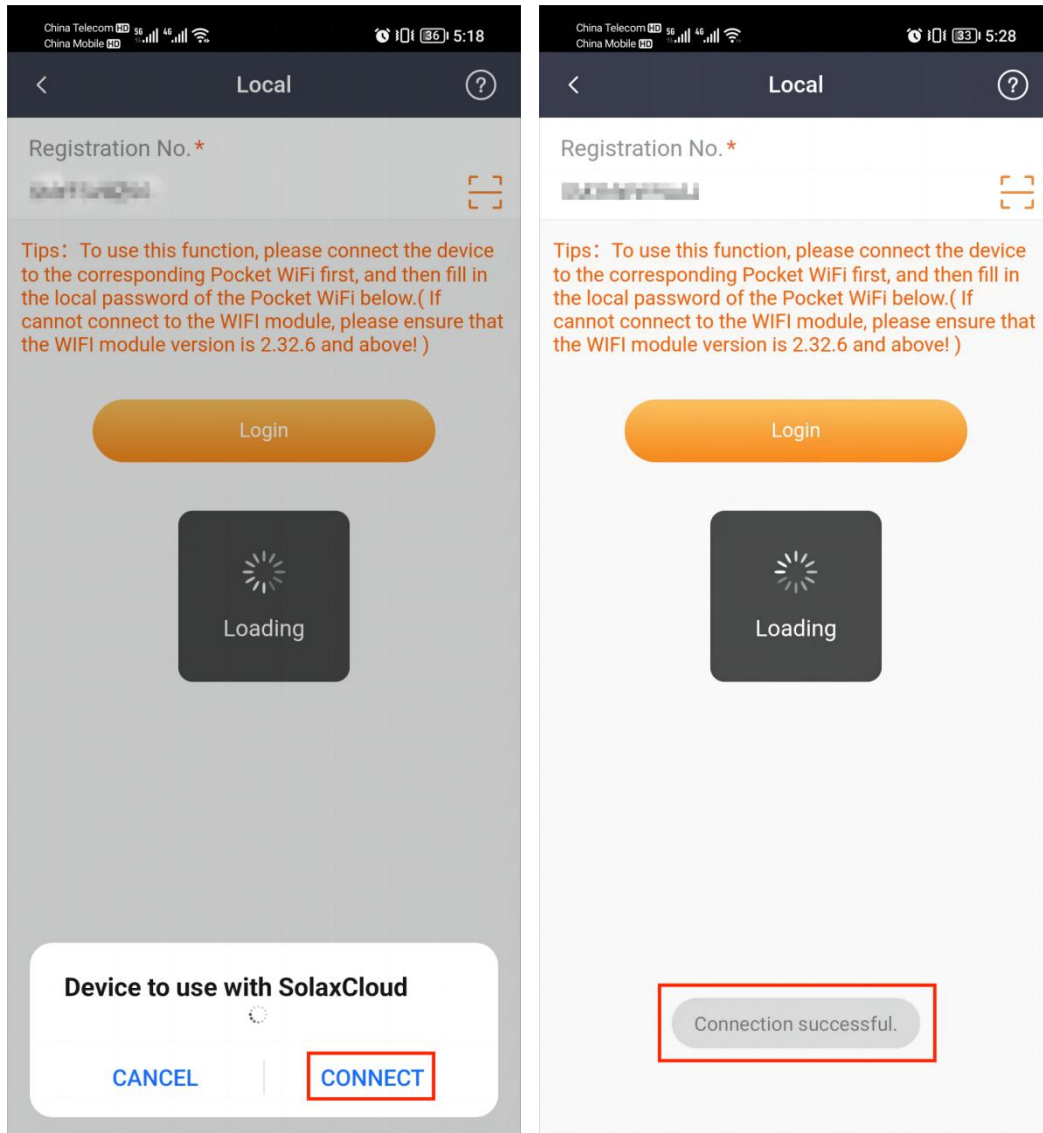 China Telecom HD 5G 4G
China Mobile HD
36 5:18
Local
?
Registration No.*
Tips: To use this function, please connect the device
to the corresponding Pocket WiFi first, and then fill in
the local password of the Pocket WiFi below.( If
cannot connect to the WIFI module, please ensure that
the WIFI module version is 2.32.6 and above! )
Login
Loading
Device to use with SolaxCloud
CANCEL
CONNECT
China Telecom HD 5G 4G
China Mobile HD
33 5:28
Local
?
Registration No.*
Tips: To use this function, please connect the device
to the corresponding Pocket WiFi first, and then fill in
the local password of the Pocket WiFi below.( If
cannot connect to the WIFI module, please ensure that
the WIFI module version is 2.32.6 and above! )
Login
Loading
Connection successful.